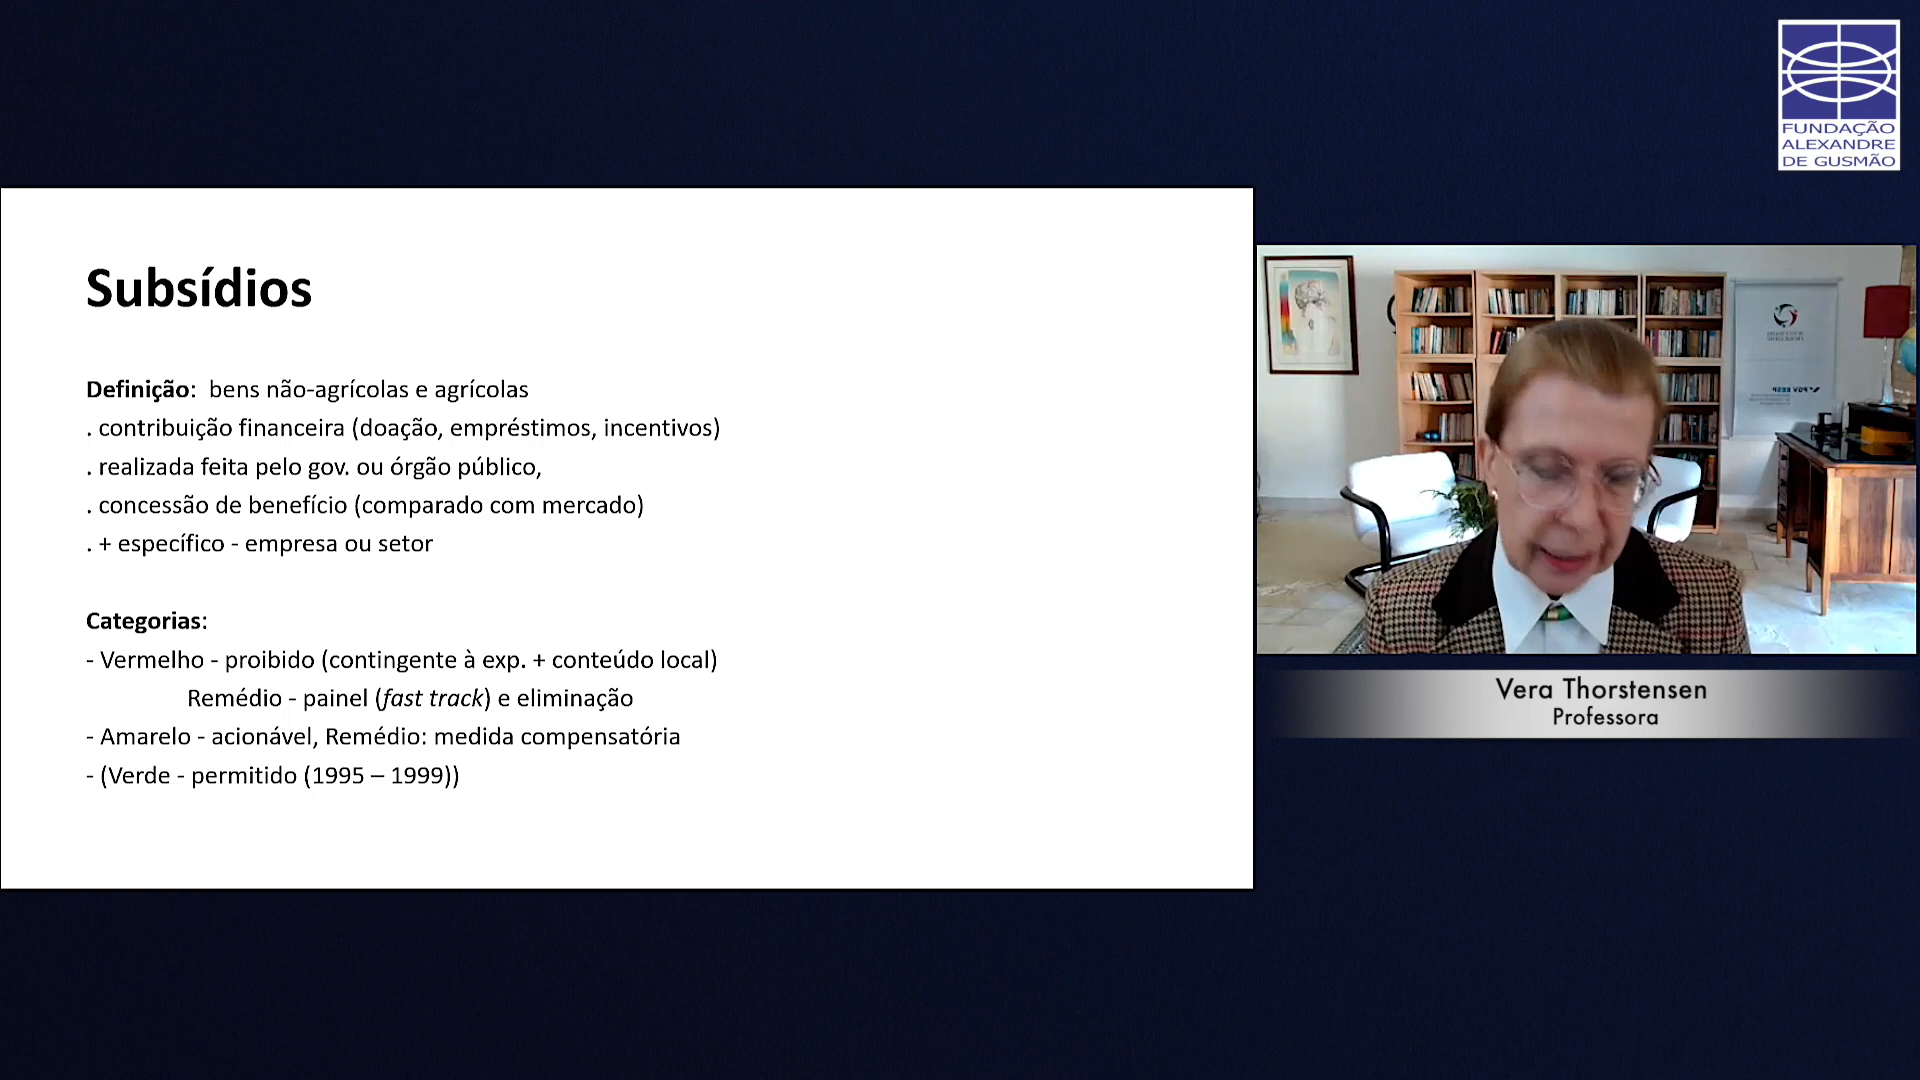 FUNDAÇÃO
ALEXANDRE
DE GUSMÃO
Subsídios
Definição: bens não-agrícolas e agrícolas
. contribuição financeira (doação, empréstimos, incentivos)
. realizada feita pelo gov. ou órgão público,
. concessão de benefício (comparado com mercado)
. + específico - empresa ou setor
Categorias:
- Vermelho - proibido (contingente à exp. + conteúdo local)
Remédio - painel (fast track) e eliminação
- Amarelo - acionável, Remédio: medida compensatória
- (Verde - permitido (1995 – 1999))
Vera Thorstensen
Professora